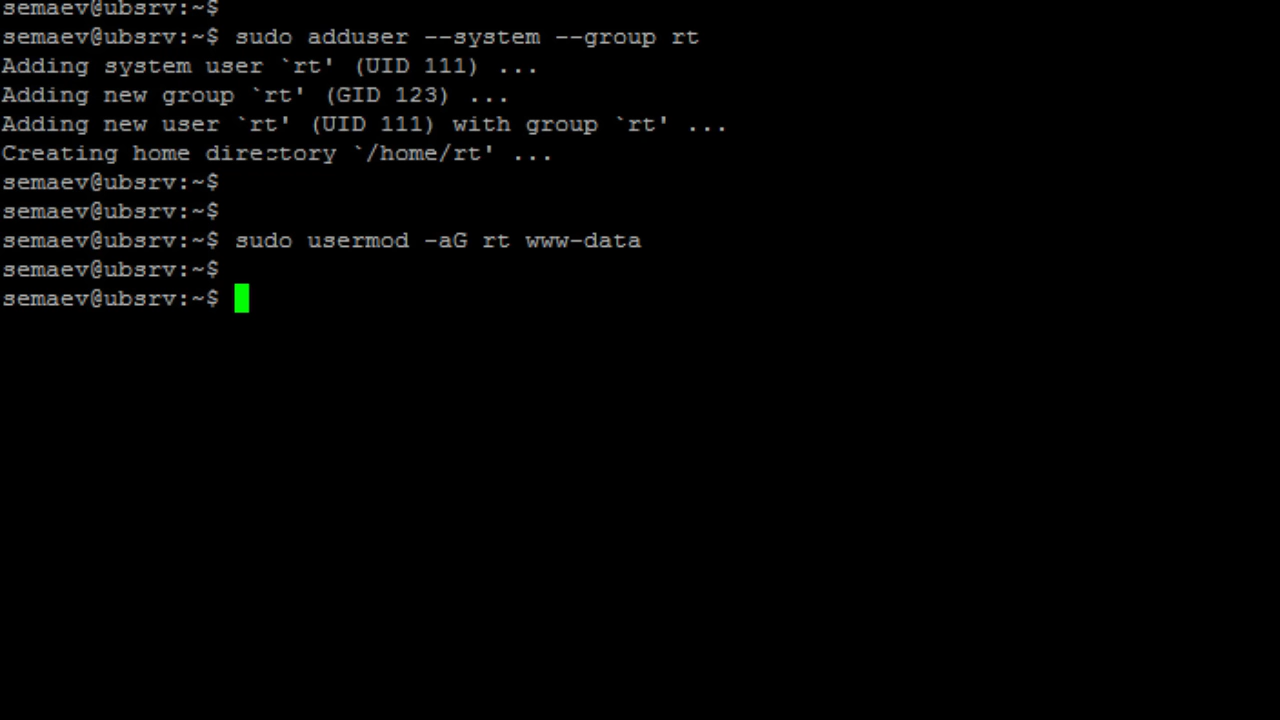 semaev@ubsrv:~$
semaev@ubsrv:~$ sudo adduser --system --group rt
Adding system user `rt' (UID 111) ...
Adding new group `rt' (GID 123) ...
Adding new user `rt' (UID 111) with group `rt' ...
Creating home directory `/home/rt' ...
semaev@ubsrv:~$
semaev@ubsrv:~$
semaev@ubsrv:~$ sudo usermod -aG rt www-data
semaev@ubsrv:~$
semaev@ubsrv:~$